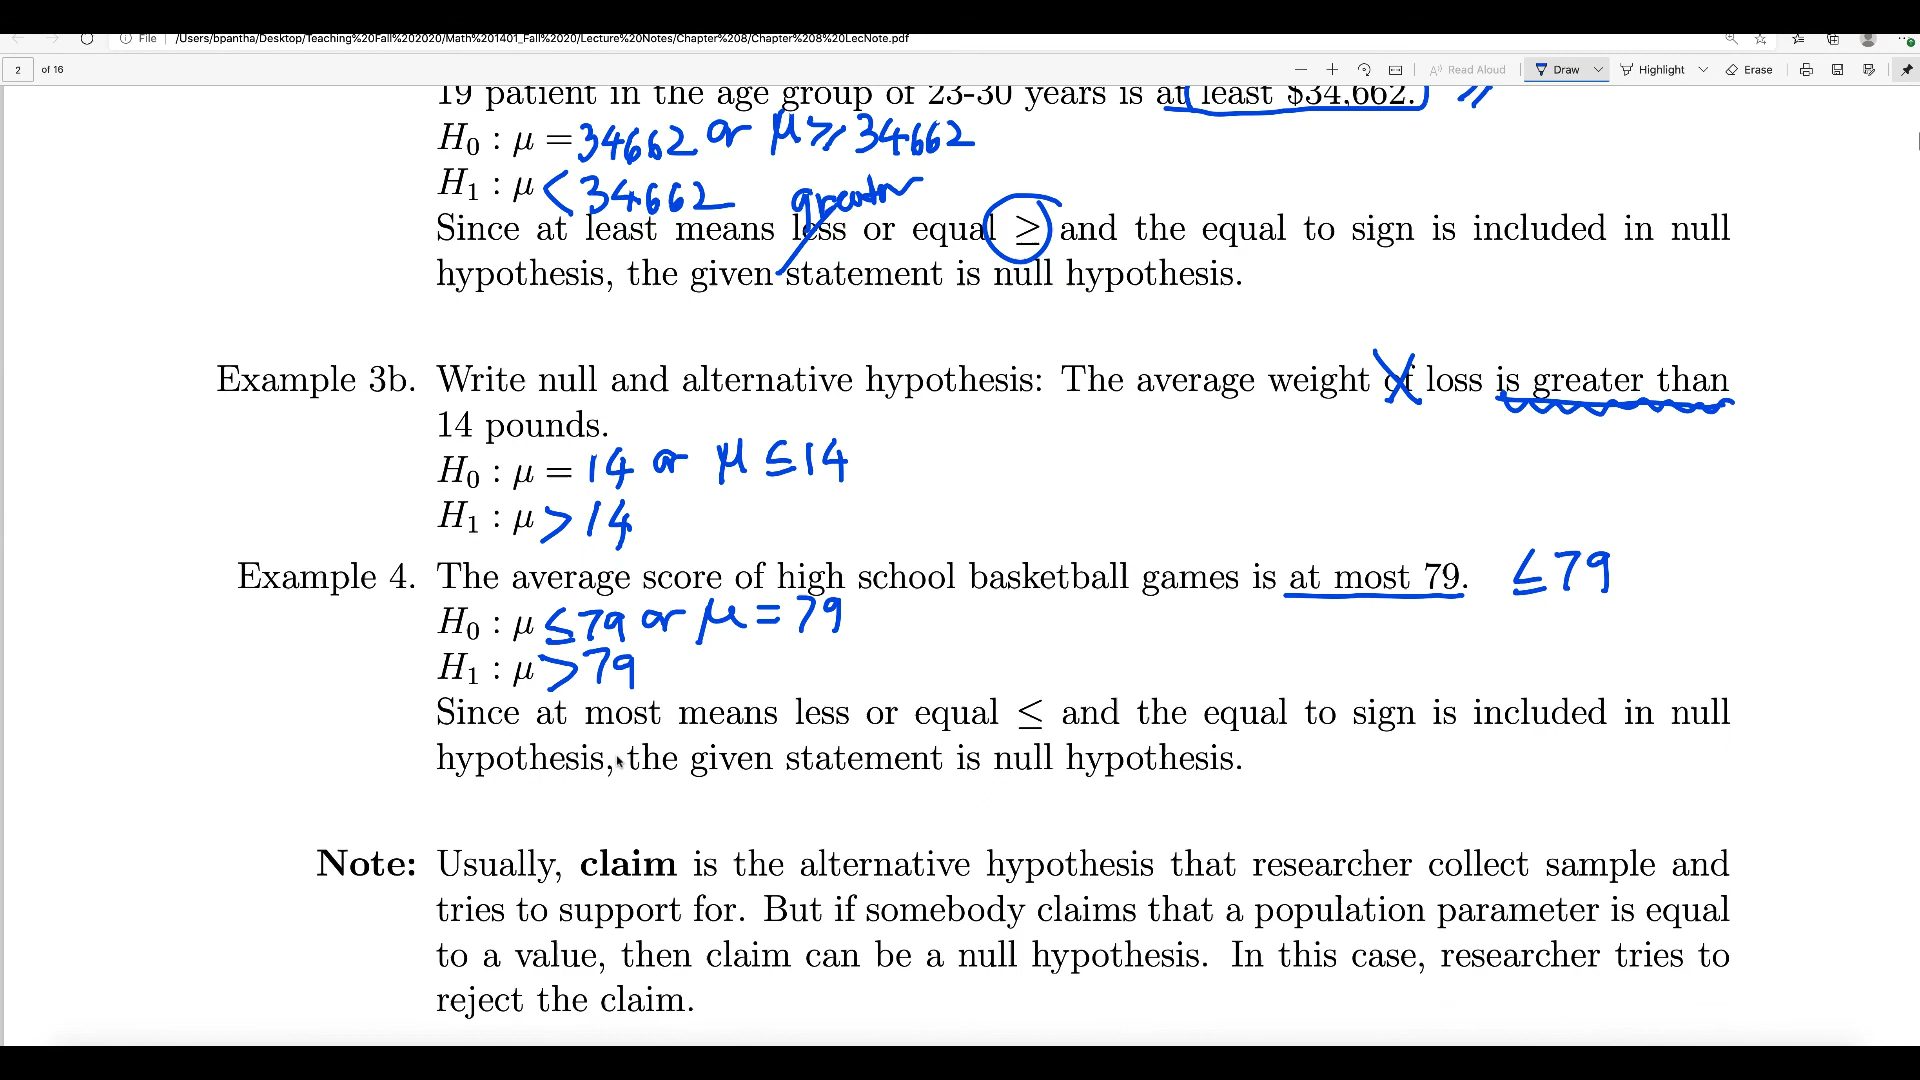 File | /Users/bpantha/Desktop/Teaching%20Fall%202020/Math%201401_Fall%2020/Lecture%20Notes/Chapter%208/Chapter%208%20LecNote.pdf
2 of 16 Read Aloud Draw Highlight Erase
19 patient in the age group of 23-30 years is at least $34,662. ≥
H₀ : μ = 34662 or μ ≥ 34662
H₁ : μ < 34662 greater
Since at least means less or equal ≥ and the equal to sign is included in null
hypothesis, the given statement is null hypothesis.
Example 3b. Write null and alternative hypothesis: The average weight of loss is greater than
14 pounds.
H₀ : μ = 14 or μ ≤ 14
H₁ : μ > 14
Example 4. The average score of high school basketball games is at most 79. ≤ 79
H₀ : μ ≤ 79 or μ = 79
H₁ : μ > 79
Since at most means less or equal ≤ and the equal to sign is included in null
hypothesis, the given statement is null hypothesis.
Note: Usually, claim is the alternative hypothesis that researcher collect sample and
tries to support for. But if somebody claims that a population parameter is equal
to a value, then claim can be a null hypothesis. In this case, researcher tries to
reject the claim.